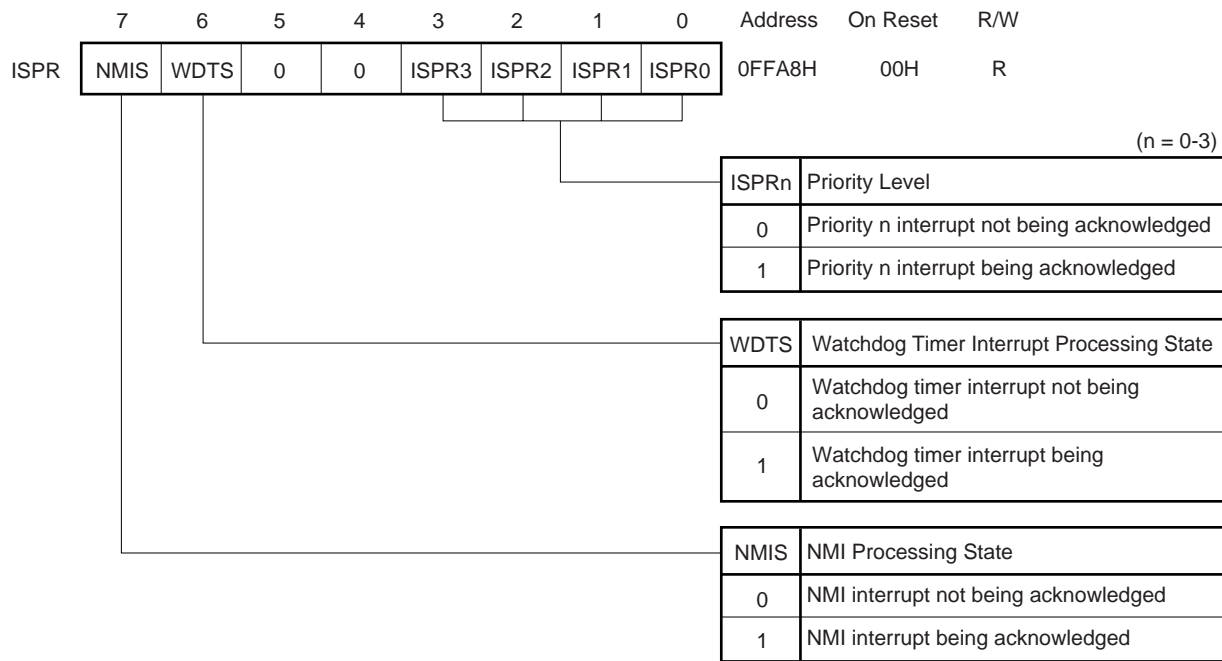 7 6 5 4 3 2 1 0 Address On Reset R/W
ISPR NMIS WDTS 0 0 ISPR3 ISPR2 ISPR1 ISPR0 0FFA8H 00H R
(n = 0-3)
ISPRn Priority Level
0 Priority n interrupt not being acknowledged
1 Priority n interrupt being acknowledged
WDTS Watchdog Timer Interrupt Processing State
0 Watchdog timer interrupt not being
acknowledged
1 Watchdog timer interrupt being
acknowledged
NMIS NMI Processing State
0 NMI interrupt not being acknowledged
1 NMI interrupt being acknowledged